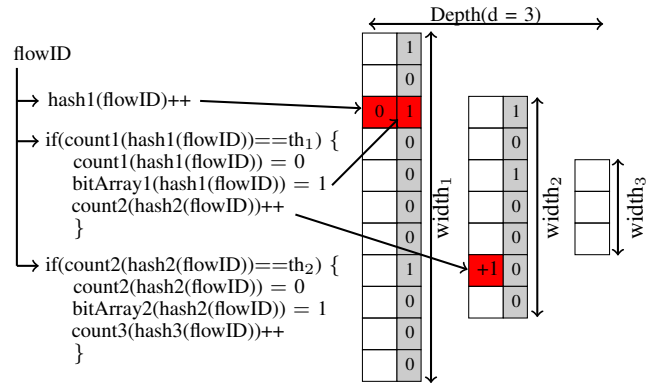 Depth(d = 3)
flowID
hash1(flowID)++
if(count1(hash1(flowID))==th₁) {
count1(hash1(flowID)) = 0
bitArray1(hash1(flowID)) = 1
count2(hash2(flowID))++
}
if(count2(hash2(flowID))==th₂) {
count2(hash2(flowID)) = 0
bitArray2(hash2(flowID)) = 1
count3(hash3(flowID))++
}
1
0
0 1
0
0
0
0
1
0
0
0
width₁
1
0
1
0
0
+1 0
0
width₂
width₃